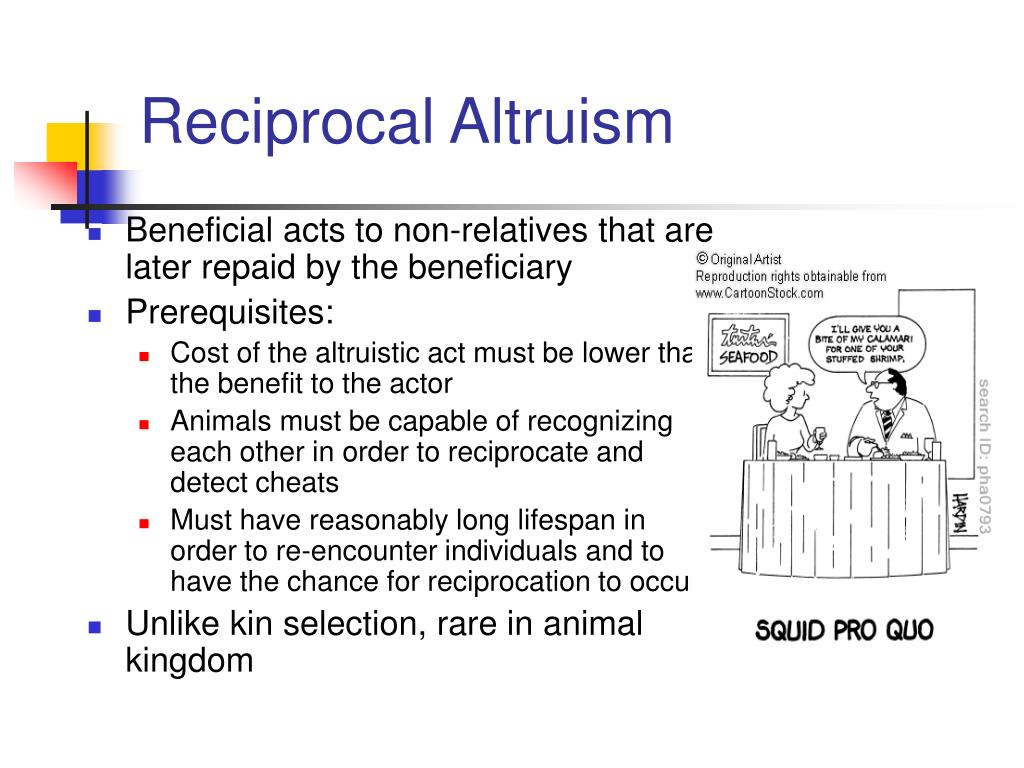 Reciprocal Altruism
Beneficial acts to non-relatives that are
later repaid by the beneficiary
Prerequisites:
Cost of the altruistic act must be lower tha
the benefit to the actor
Animals must be capable of recognizing
each other in order to reciprocate and
detect cheats
Must have reasonably long lifespan in
order to re-encounter individuals and to
have the chance for reciprocation to occu
Unlike kin selection, rare in animal
kingdom
© Original Artist
Reproduction rights obtainable from
www.CartoonStock.com
SEAFOOD
I'LL GIVE YOU A
BITE OF MY CALAMARI
FOR ONE OF YOUR
STUFFED SHRIMP.
search ID: pha0793
HARDIN
SQUID PRO QUO